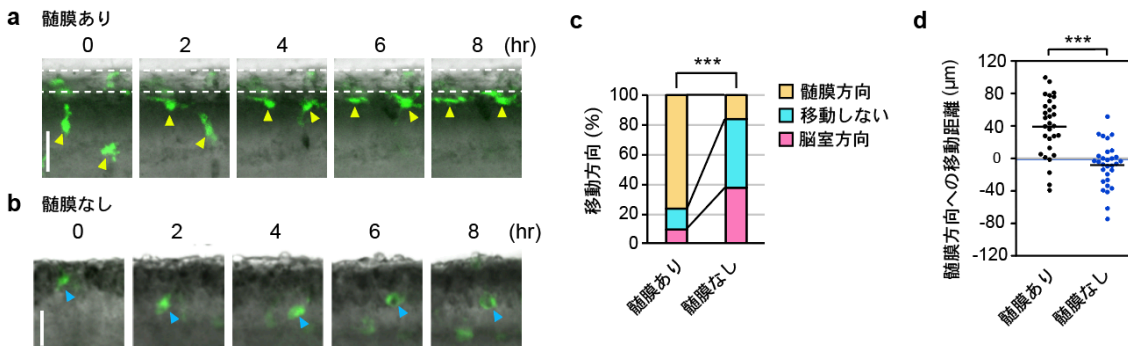 a 髄膜あり
0 2 4 6 8 (hr)
b 髄膜なし
0 2 4 6 8 (hr)
c
***
移動方向 (%)
100
80
60
40
20
0
髄膜あり
髄膜なし
髄膜方向
移動しない
脳室方向
d
***
髄膜方向への移動距離 (μm)
120
80
40
0
-40
-80
-120
髄膜あり
髄膜なし